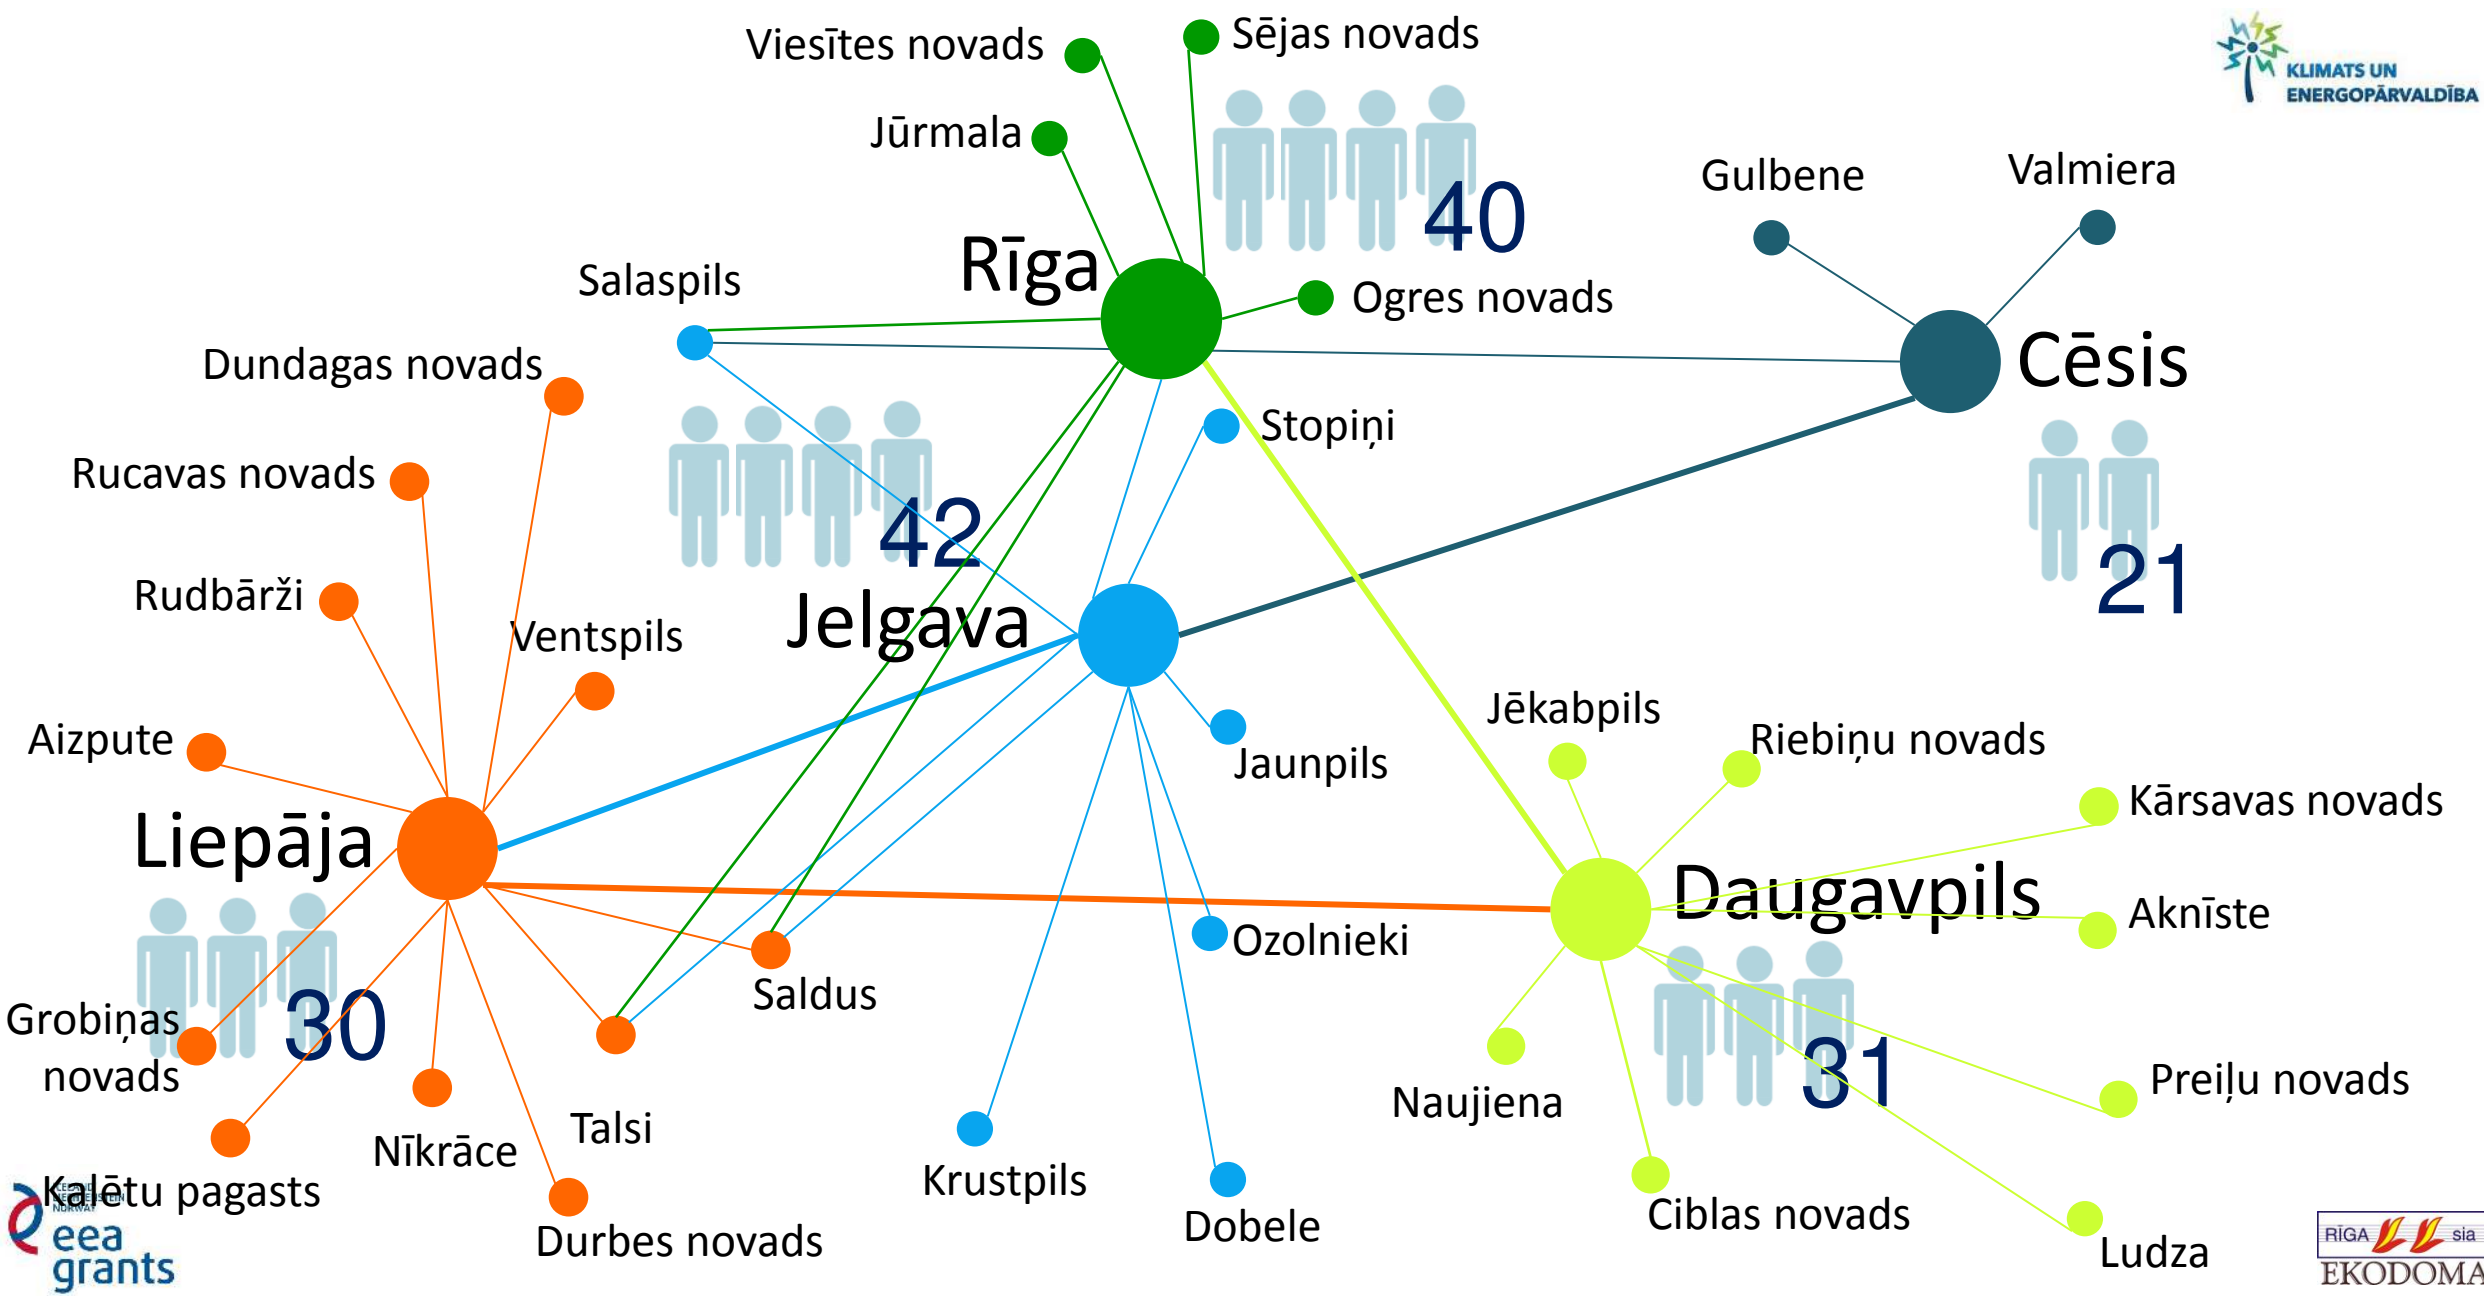 Viesītes novads
Sējas novads
KLIMATS UN
ENERGOPĀRVALDĪBA
Jūrmala
Gulbene
Valmiera
40
Rīga
Salaspils
Ogres novads
Dundagas novads
Cēsis
Stopiņi
Rucavas novads
42
21
Rudbārži
Ventspils
Jelgava
Jēkabpils
Riebiņu novads
Aizpute
Jaunpils
Kārsavas novads
Liepāja
Daugavpils
Aknīste
Ozolnieki
Saldus
Grobiņas
novads
30
31
Preiļu novads
Naujiena
Talsi
Nīkrāce
Krustpils
Kalētu pagasts
ICELAND
LIECHTENSTEIN
NORWAY
eea
grants
Durbes novads
Dobele
Ciblas novads
Ludza
RĪGA sia
EKODOMA